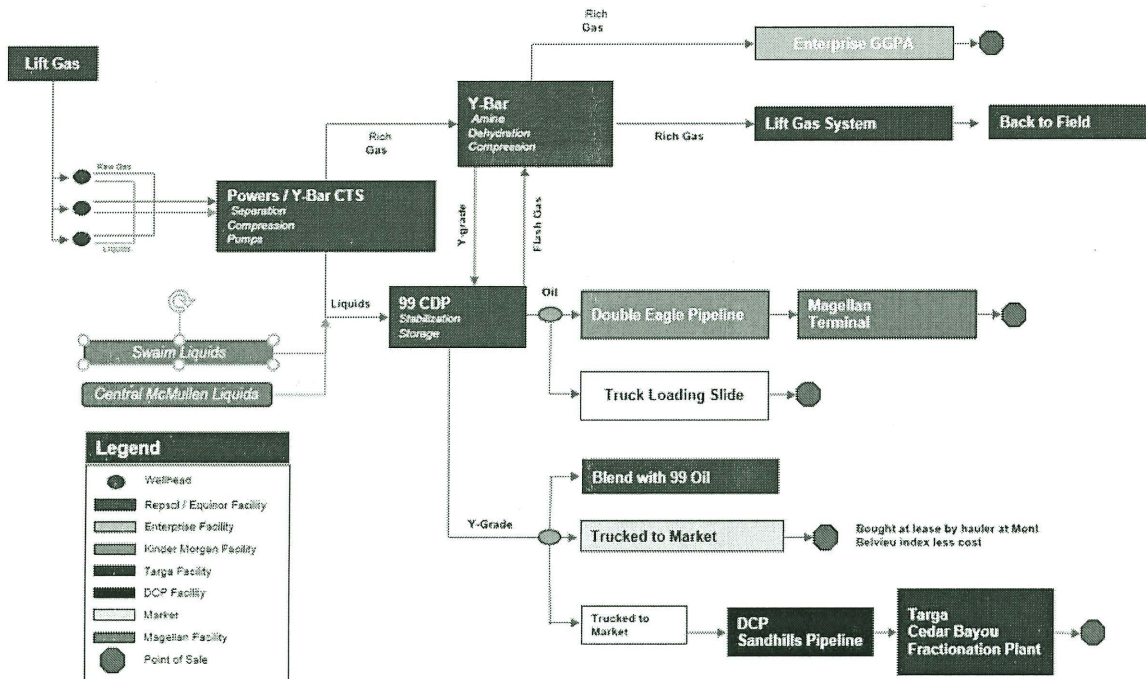 Rich
Gas
Enterprise GGPA
Lift Gas
Y-Bar
Amine
Dehydration
Compression
Rich
Gas
Rich Gas
Lift Gas System
Back to Field
Raw Gas
Liquids
Powers / Y-Bar CTS
Separation
Compression
Pumps
Y-grade
Flash Gas
Liquids
99 CDP
Stabilization
Storage
Oil
Double Eagle Pipeline
Magellan
Terminal
Swaim Liquids
Central McMullen Liquids
Truck Loading Slide
Legend
Wellhead
Repsol / Equinor Facility
Enterprise Facility
Kinder Morgan Facility
Targa Facility
DCP Facility
Market
Magellan Facility
Point of Sale
Blend with 99 Oil
Y-Grade
Trucked to Market
Bought at lease by hauler at Mont
Belvieu index less cost
Trucked to
Market
DCP
Sandhills Pipeline
Targa
Cedar Bayou
Fractionation Plant